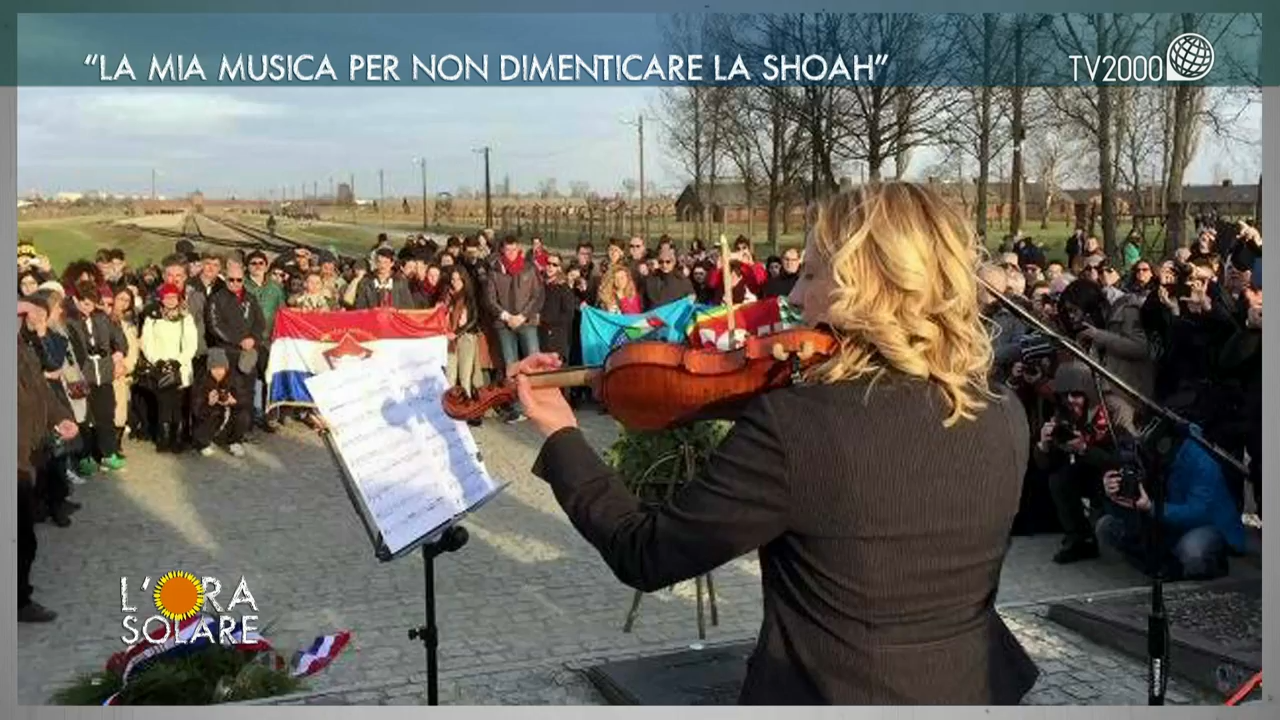 “LA MIA MUSICA PER NON DIMENTICARE LA SHOAH”
TV2000
L'ORA
SOLARE